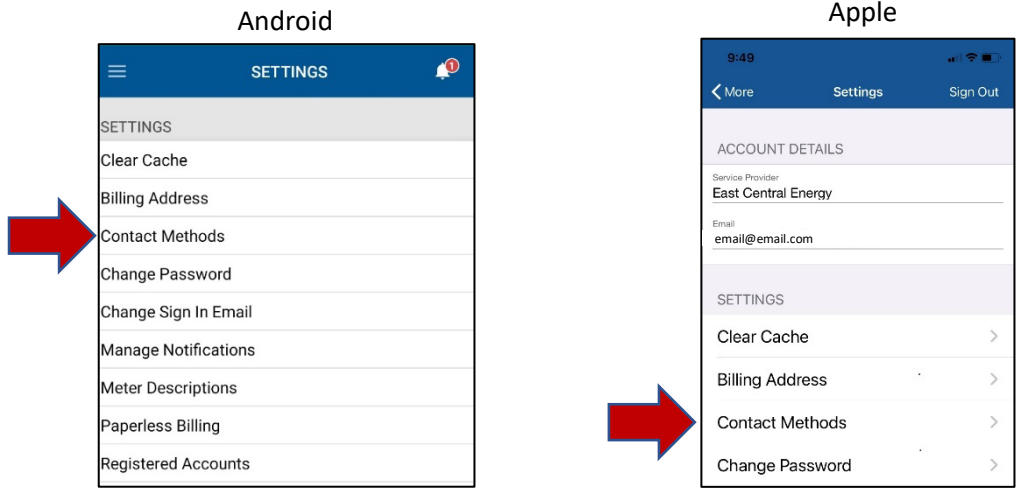 Android
SETTINGS
1
SETTINGS
Clear Cache
Billing Address
Contact Methods
Change Password
Change Sign In Email
Manage Notifications
Meter Descriptions
Paperless Billing
Registered Accounts
Apple
9:49
More Settings Sign Out
ACCOUNT DETAILS
Service Provider
East Central Energy
Email
email@email.com
SETTINGS
Clear Cache
Billing Address
Contact Methods
Change Password